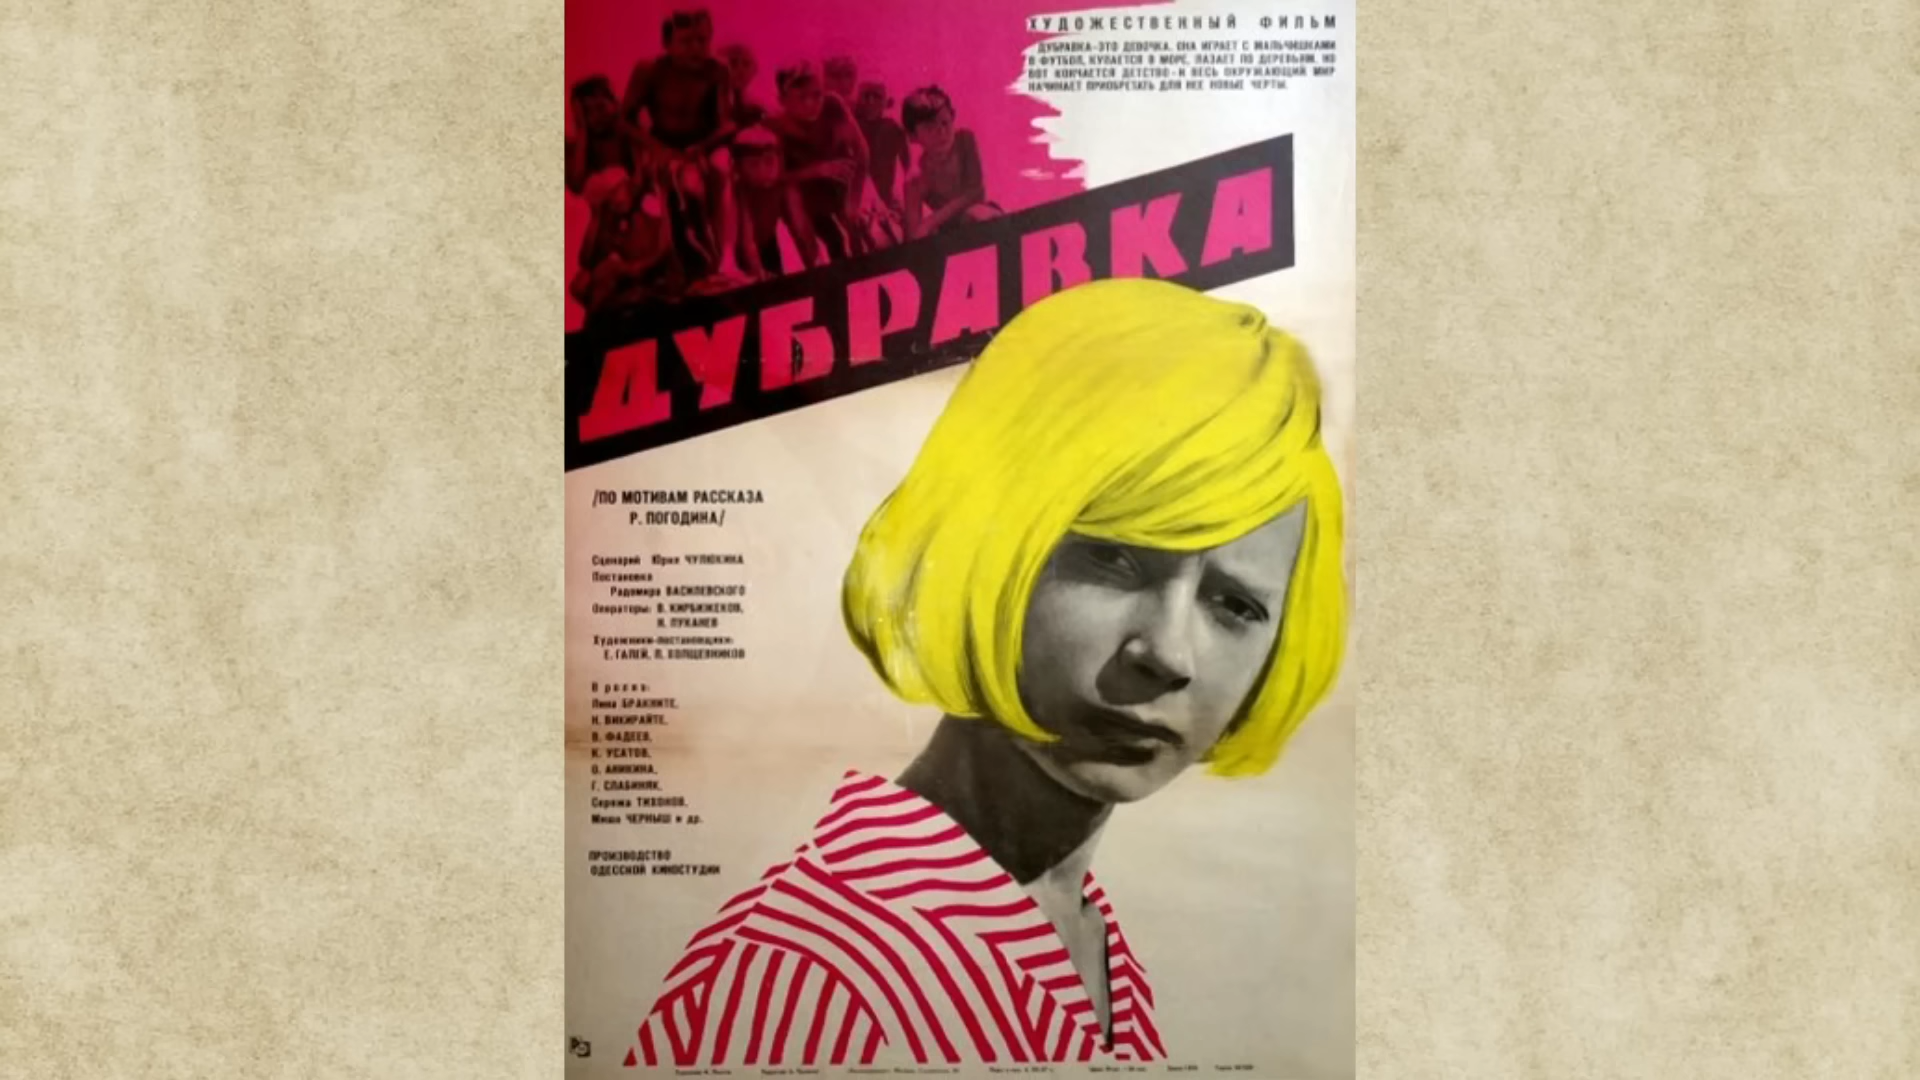 ХУДОЖЕСТВЕННЫЙ ФИЛЬМ
ДУБРАВКА-ЭТО ДЕВОЧКА. ОНА ИГРАЕТ С МАЛЬЧИШКАМИ
В ФУТБОЛ, КУПАЕТСЯ В МОРЕ, ЛАЗАЕТ ПО ДЕРЕВЬЯМ. НО
ВОТ КОНЧАЕТСЯ ДЕТСТВО-И ВЕСЬ ОКРУЖАЮЩИЙ МИР
НАЧИНАЕТ ПРИОБРЕТАТЬ ДЛЯ НЕЕ НОВЫЕ ЧЕРТЫ.
ДУБРАВКА
/ПО МОТИВАМ РАССКАЗА
Р. ПОГОДИНА/
Сценарий Юрия ЧУЛЮКИНА
Постановка
Радомира ВАСИЛЕВСКОГО
Операторы: В. КИРБИЖЕКОВ,
Н. ЛУКАНЕВ
Художники-постановщики:
Е. ГАЛЕЙ, П. ХОЛЩЕВНИКОВ
В ролях:
Лина БРАКНИТЕ,
Н. ВИКИРАЙТЕ,
В. ФАДЕЕВ,
К. УСАТОВ,
О. АНИКИНА,
Г. СЛАБИНЯК,
Сережа ТИХОНОВ,
Миша ЧЕРНЫШ и др.
ПРОИЗВОДСТВО
ОДЕССКОЙ КИНОСТУДИИ